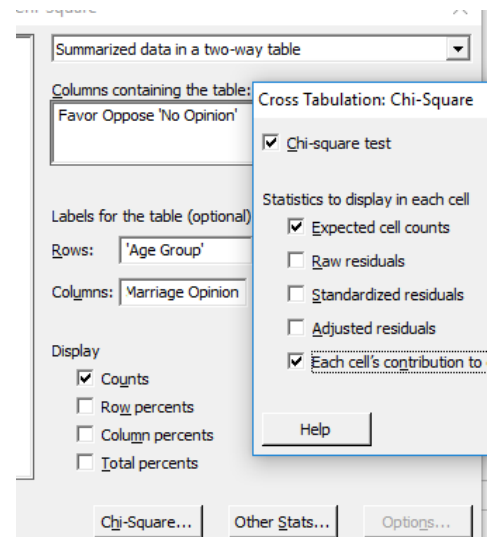 Summarized data in a two-way table
Columns containing the table:
Favor Oppose 'No Opinion'
Labels for the table (optional)
Rows: 'Age Group'
Columns: Marriage Opinion
Display
Counts
Row percents
Column percents
Total percents
Chi-Square... Other Stats... Options...
Cross Tabulation: Chi-Square
Chi-square test
Statistics to display in each cell
Expected cell counts
Raw residuals
Standardized residuals
Adjusted residuals
Each cell's contribution to
Help